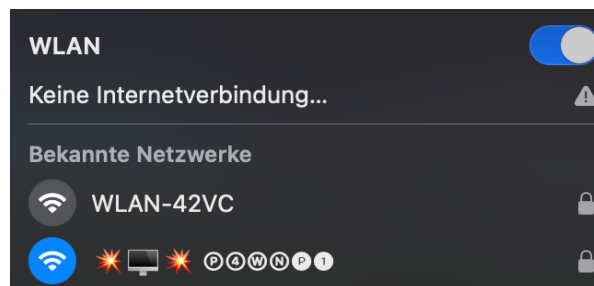 WLAN
Keine Internetverbindung...
Bekannte Netzwerke
WLAN-42VC
💥🖥️💥 Ⓟ④ⓌⓃ🅟❶